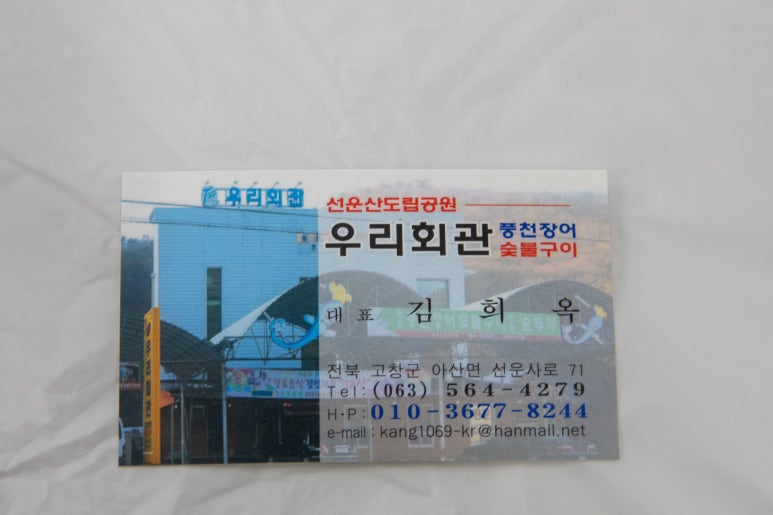 우리회관
선운산도립공원
우리회관 풍천장어 숯불구이
대표 김희옥
전북 고창군 아산면 선운사로 71
Tel:(063) 564-4279
H·P:010-3677-8244
e-mail:kang1069-kr@hanmail.net